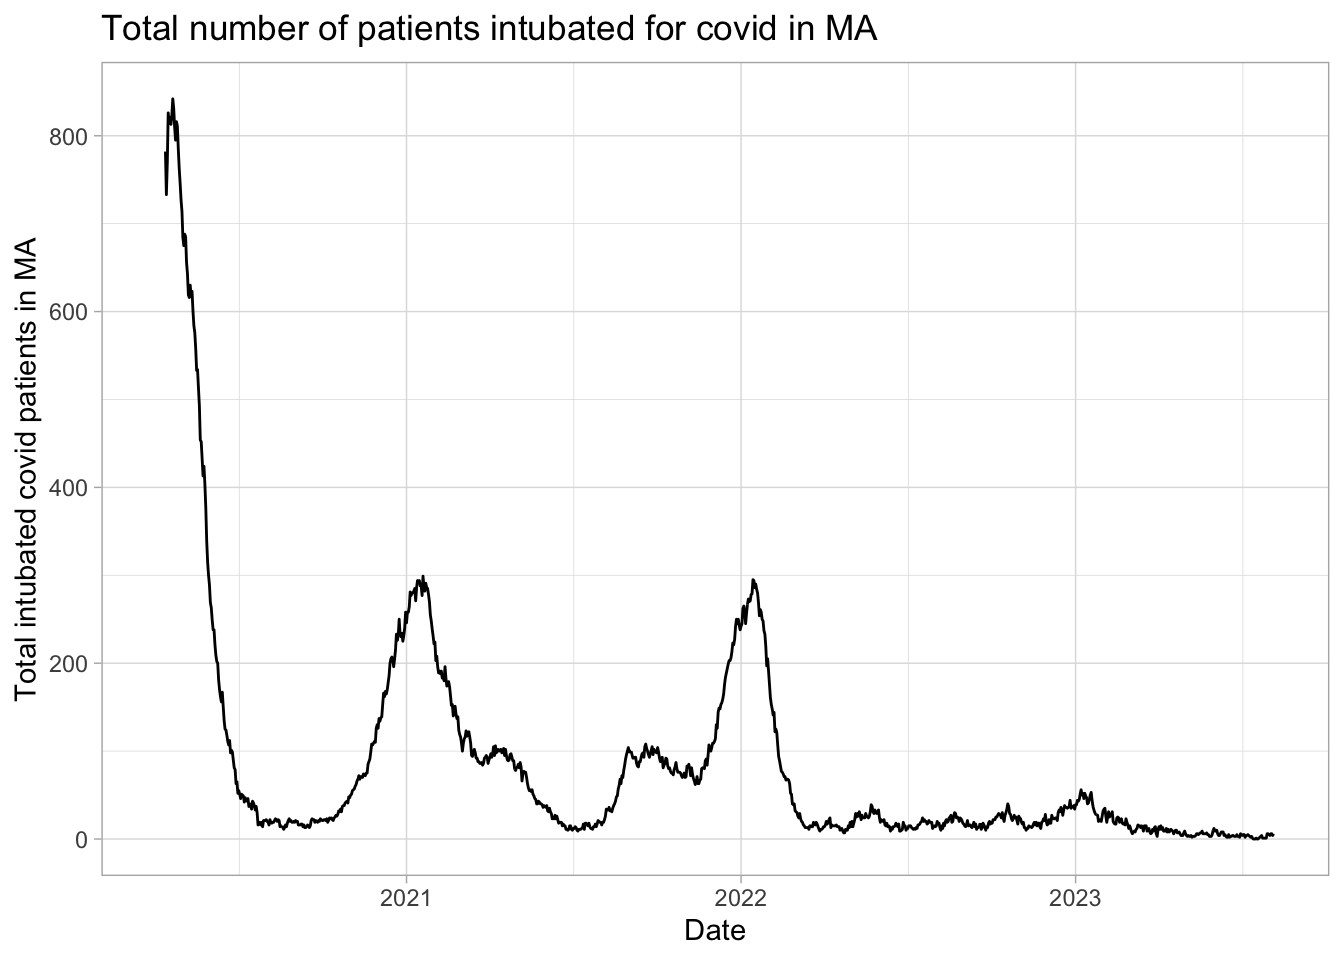 Total number of patients intubated for covid in MA
Total intubated covid patients in MA
800
600
400
200
0
2021
2022
2023
Date